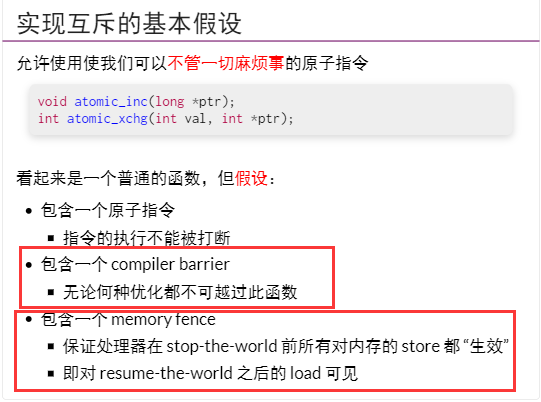 实现互斥的基本假设
允许使用使我们可以不管一切麻烦事的原子指令
void atomic_inc(long *ptr);
int atomic_xchg(int val, int *ptr);
看起来是一个普通的函数，但假设：
• 包含一个原子指令
▪ 指令的执行不能被打断
• 包含一个 compiler barrier
▪ 无论何种优化都不可越过此函数
• 包含一个 memory fence
▪ 保证处理器在 stop-the-world 前所有对内存的 store 都 “生效”
▪ 即对 resume-the-world 之后的 load 可见